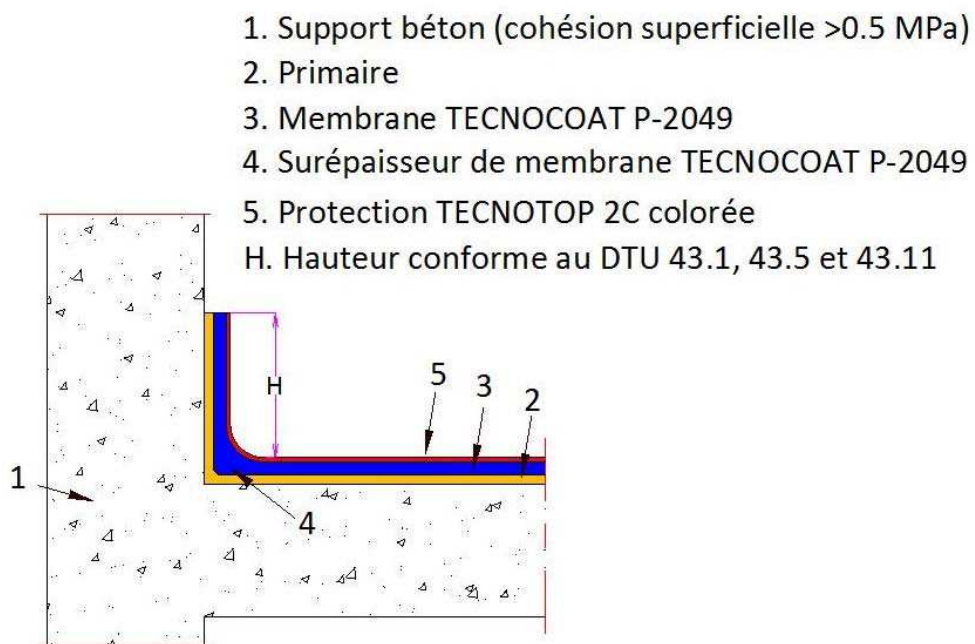 1. Support béton (cohésion superficielle >0.5 MPa)
2. Primaire
3. Membrane TECNOCOAT P-2049
4. Surépaisseur de membrane TECNOCOAT P-2049
5. Protection TECNOTOP 2C colorée
H. Hauteur conforme au DTU 43.1, 43.5 et 43.11
H
5
3
2
1
4